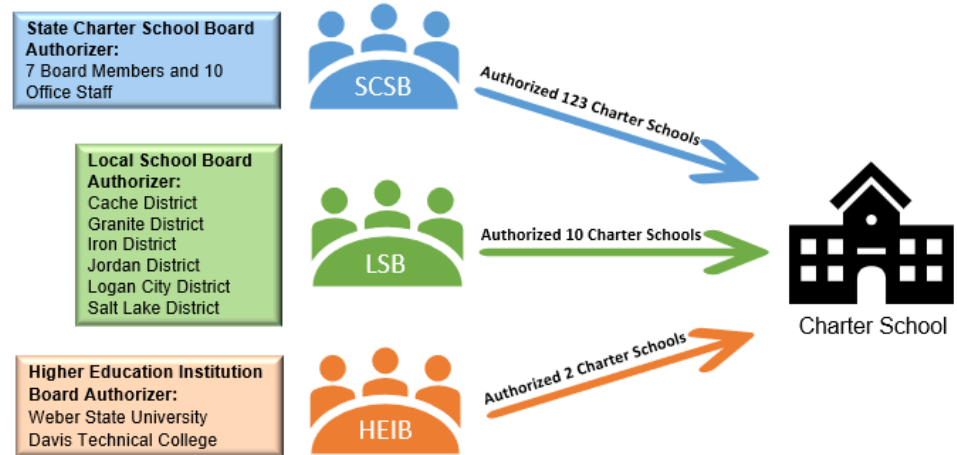 State Charter School Board
Authorizer:
7 Board Members and 10
Office Staff
SCSB
Authorized 123 Charter Schools
Local School Board
Authorizer:
Cache District
Granite District
Iron District
Jordan District
Logan City District
Salt Lake District
LSB
Authorized 10 Charter Schools
Charter School
Higher Education Institution
Board Authorizer:
Weber State University
Davis Technical College
HEIB
Authorized 2 Charter Schools